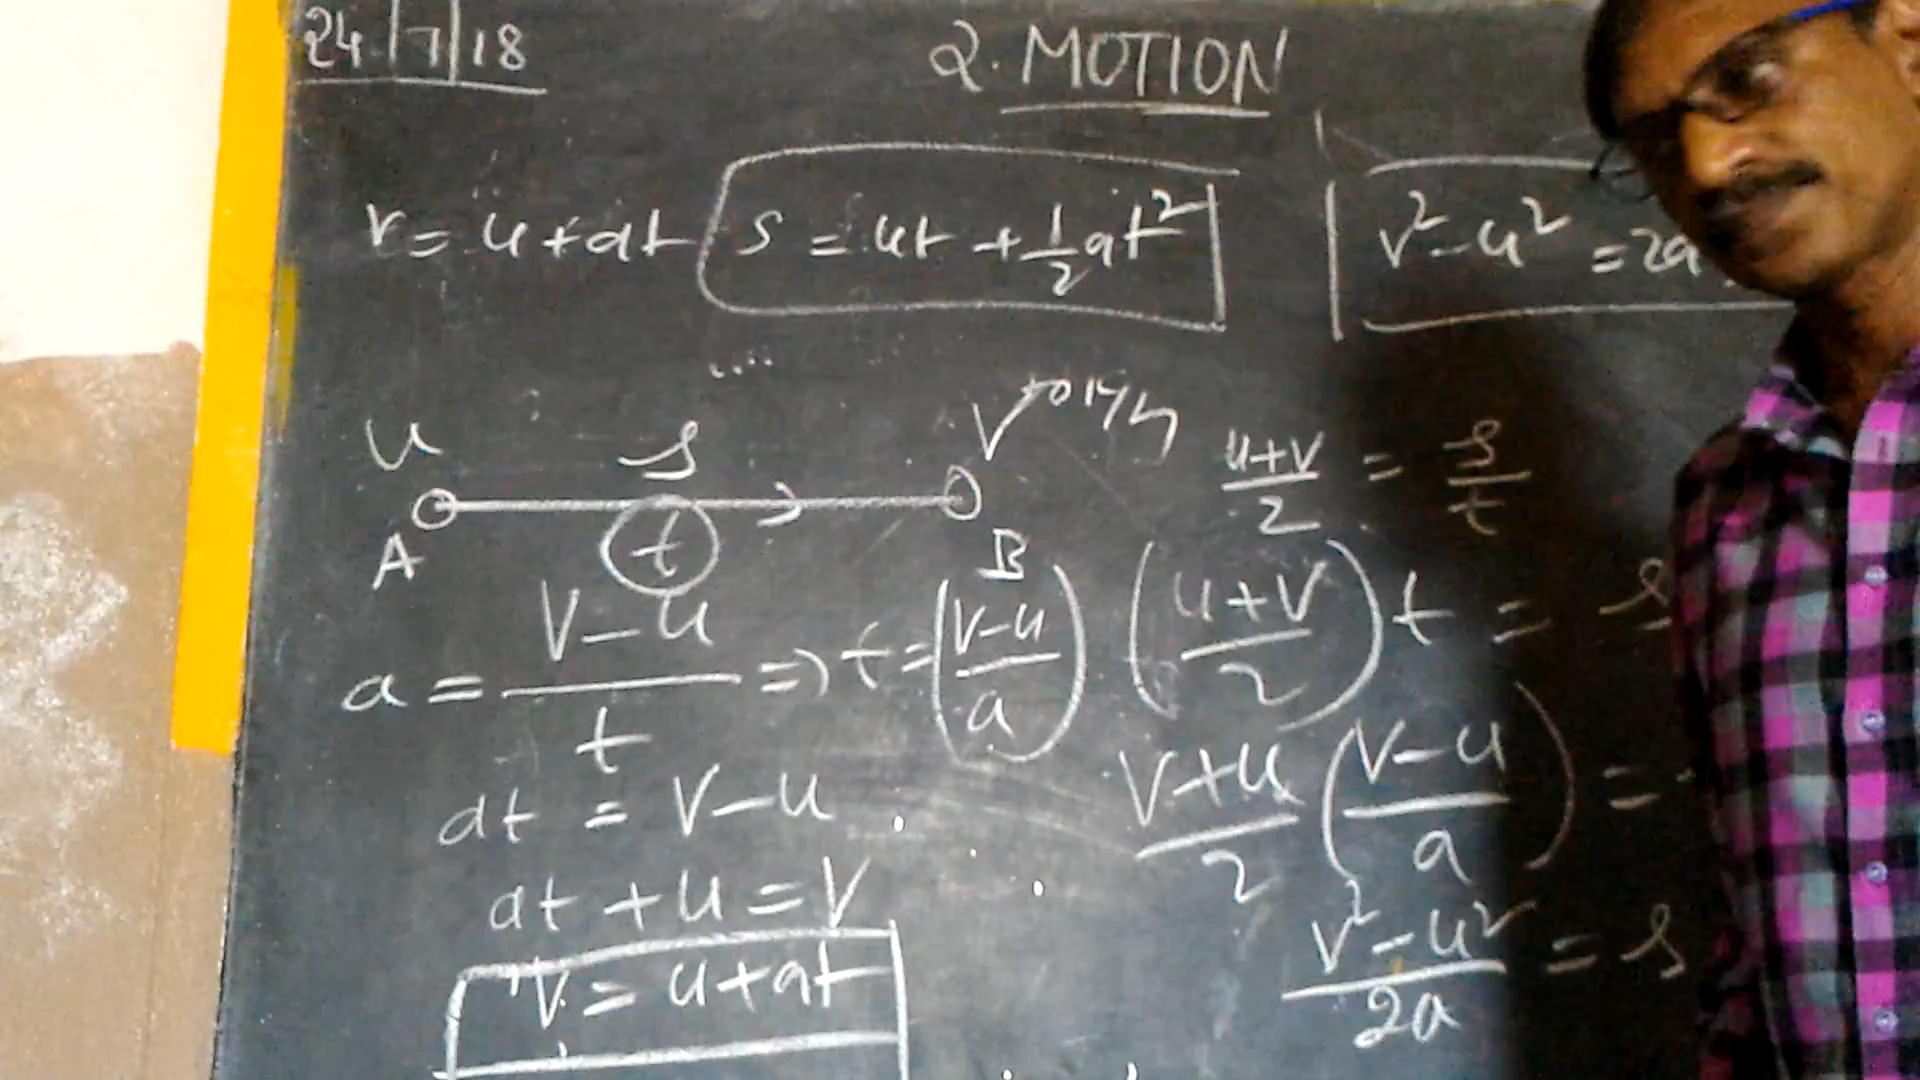 24/7/18
2. MOTION
v = u + at  s = ut + 1/2 at²  v² - u² = 2a
u  s  V
A  t  B
(u+v)/2 = s/t
a = (V - u)/t => t = ((V-u)/a)
((u+v)/2) t = s
at = V - u
(V+u)/2 ((V-u)/a) =
at + u = V
(V² - u²)/2a = s
V = u + at